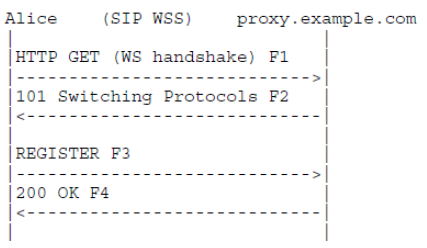 Alice    (SIP WSS)    proxy.example.com
HTTP GET (WS handshake) F1
101 Switching Protocols F2
REGISTER F3
200 OK F4